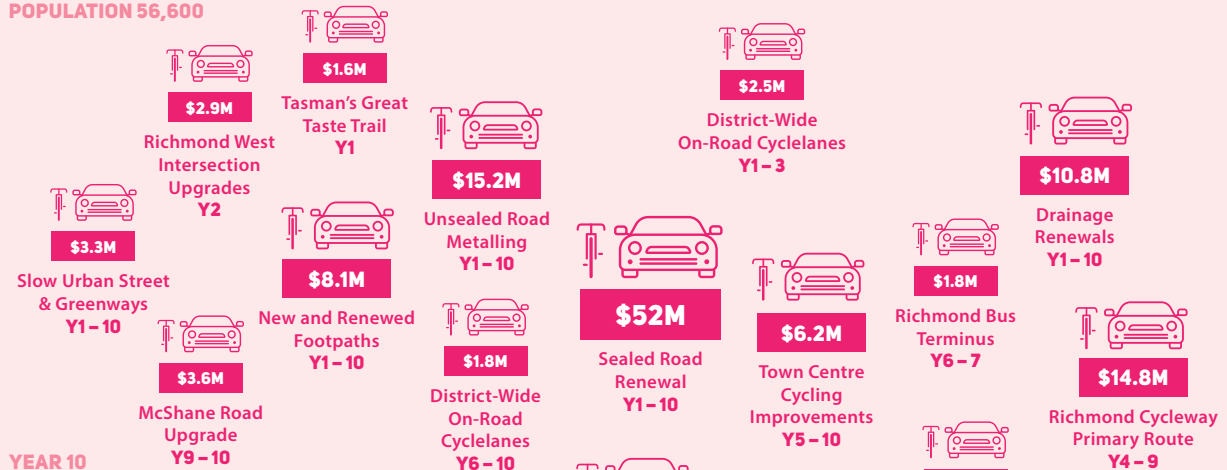 POPULATION 56,600
$1.6M
Tasman's Great
Taste Trail
Y1
$2.9M
Richmond West
Intersection
Upgrades
Y2
$2.5M
District-Wide
On-Road Cyclelanes
Y1 – 3
$15.2M
Unsealed Road
Metalling
Y1 – 10
$10.8M
Drainage
Renewals
Y1 – 10
$3.3M
Slow Urban Street
& Greenways
Y1 – 10
$8.1M
New and Renewed
Footpaths
Y1 – 10
$52M
Sealed Road
Renewal
Y1 – 10
$6.2M
Town Centre
Cycling
Improvements
Y5 – 10
$1.8M
Richmond Bus
Terminus
Y6 – 7
$14.8M
Richmond Cycleway
Primary Route
Y4 – 9
$3.6M
McShane Road
Upgrade
Y9 – 10
$1.8M
District-Wide
On-Road
Cyclelanes
Y6 – 10
YEAR 10